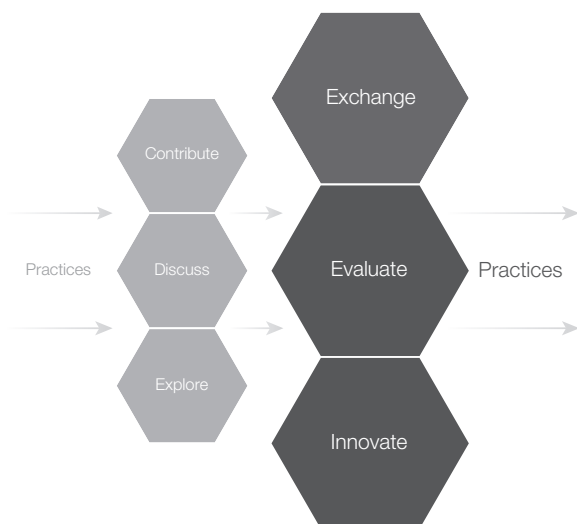 Exchange
Contribute
Practices
Discuss
Evaluate
Practices
Explore
Innovate